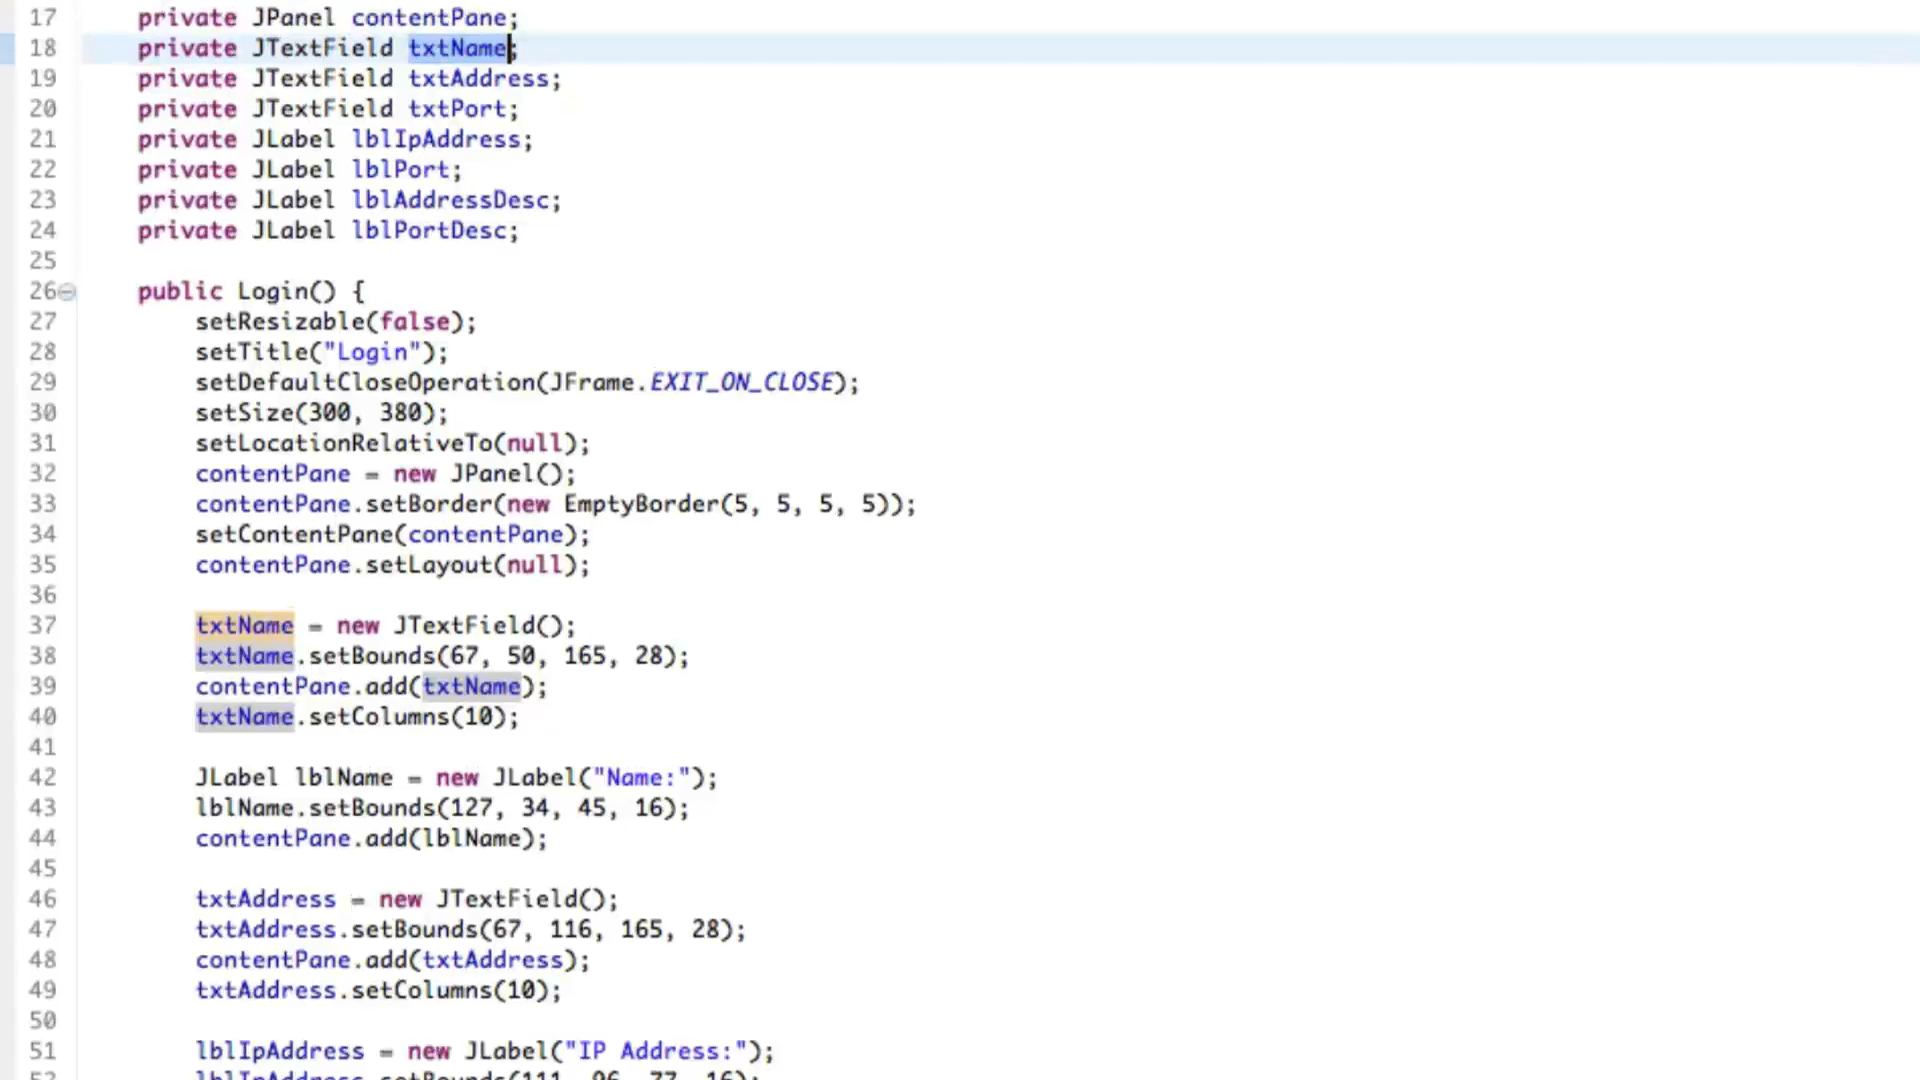 17 private JPanel contentPane;
18 private JTextField txtName;
19 private JTextField txtAddress;
20 private JTextField txtPort;
21 private JLabel lblIpAddress;
22 private JLabel lblPort;
23 private JLabel lblAddressDesc;
24 private JLabel lblPortDesc;
25
26 public Login() {
27 setResizable(false);
28 setTitle("Login");
29 setDefaultCloseOperation(JFrame.EXIT_ON_CLOSE);
30 setSize(300, 380);
31 setLocationRelativeTo(null);
32 contentPane = new JPanel();
33 contentPane.setBorder(new EmptyBorder(5, 5, 5, 5));
34 setContentPane(contentPane);
35 contentPane.setLayout(null);
36
37 txtName = new JTextField();
38 txtName.setBounds(67, 50, 165, 28);
39 contentPane.add(txtName);
40 txtName.setColumns(10);
41
42 JLabel lblName = new JLabel("Name:");
43 lblName.setBounds(127, 34, 45, 16);
44 contentPane.add(lblName);
45
46 txtAddress = new JTextField();
47 txtAddress.setBounds(67, 116, 165, 28);
48 contentPane.add(txtAddress);
49 txtAddress.setColumns(10);
50
51 lblIpAddress = new JLabel("IP Address:");
52 lblIpAddress.setBounds(111, 96, 77, 16);